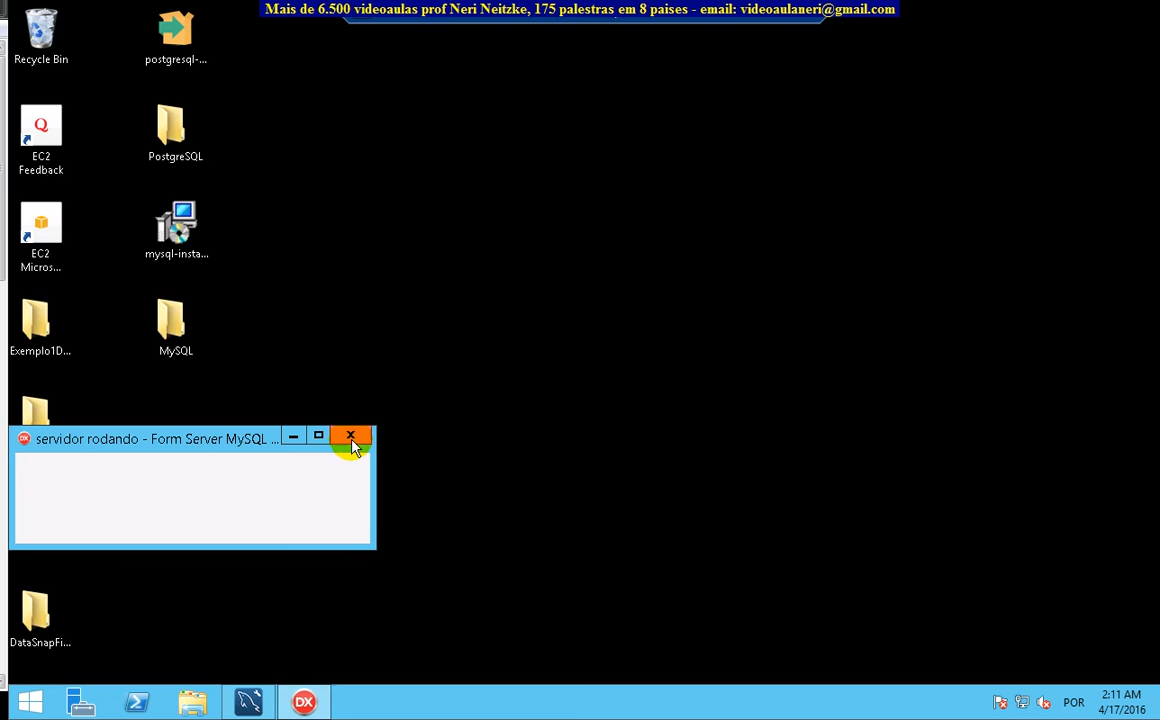 Mais de 6.500 videoaulas prof Neri Neitzke, 175 palestras em 8 paises - email: videoaulaneri@gmail.com
Recycle Bin
postgresql-...
EC2
Feedback
PostgreSQL
EC2
Micros...
mysql-insta...
Exemplo1D...
MySQL
servidor rodando - Form Server MySQL ...
DataSnapFi...
DX
POR
2:11 AM
4/17/2016